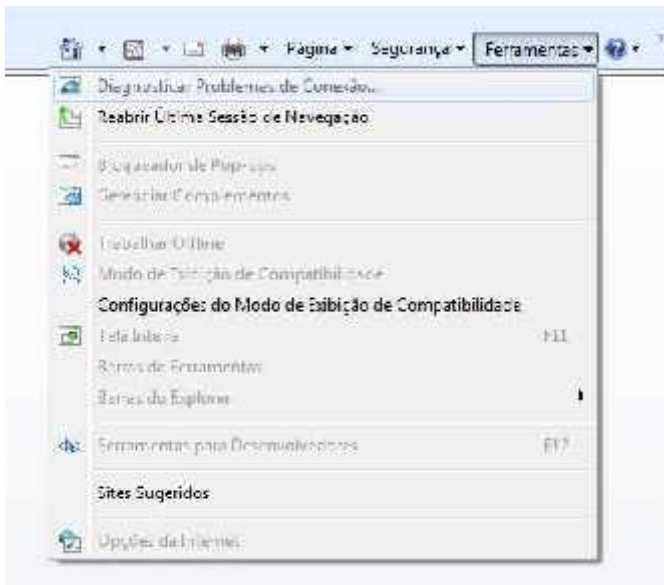 Página Segurança Ferramentas
Diagnosticar Problemas de Conexão...
Reabrir Última Sessão de Navegação
Bloqueador de Pop-ups
Gerenciar Complementos
Trabalhar Offline
Modo de Exibição de Compatibilidade
Configurações do Modo de Exibição de Compatibilidade
Tela Inteira F11
Barras de Ferramentas
Barras do Explorer
Ferramentas para Desenvolvedores F12
Sites Sugeridos
Opções da Internet